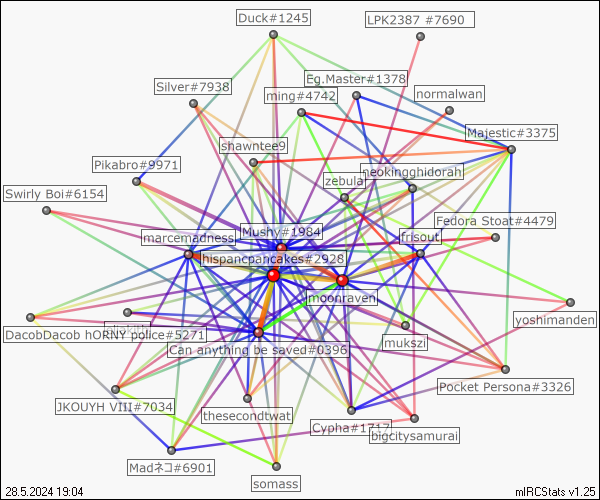 Duck#1245
LPK2387 #7690
Eg.Master#1378
Silver#7938
ming#4742
normalwan
Majestic#3375
shawntee9
Pikabro#9971
neokingghidorah
zebular
Swirly Boi#6154
Fedora Stoat#4479
Mushy#1984
marcemadness
frisout
hispancpancakes#2928
moonraven
yoshimanden
DacobDacob hORNY police#5271
mukszi
Can anything be saved#0396
Pocket Persona#3326
JKOUYH VIII#7034
thesecondtwat
Cypha#1717
bigcitysamurai
Madネコ#6901
somass
28.5.2024 19:04
mIRCStats v1.25